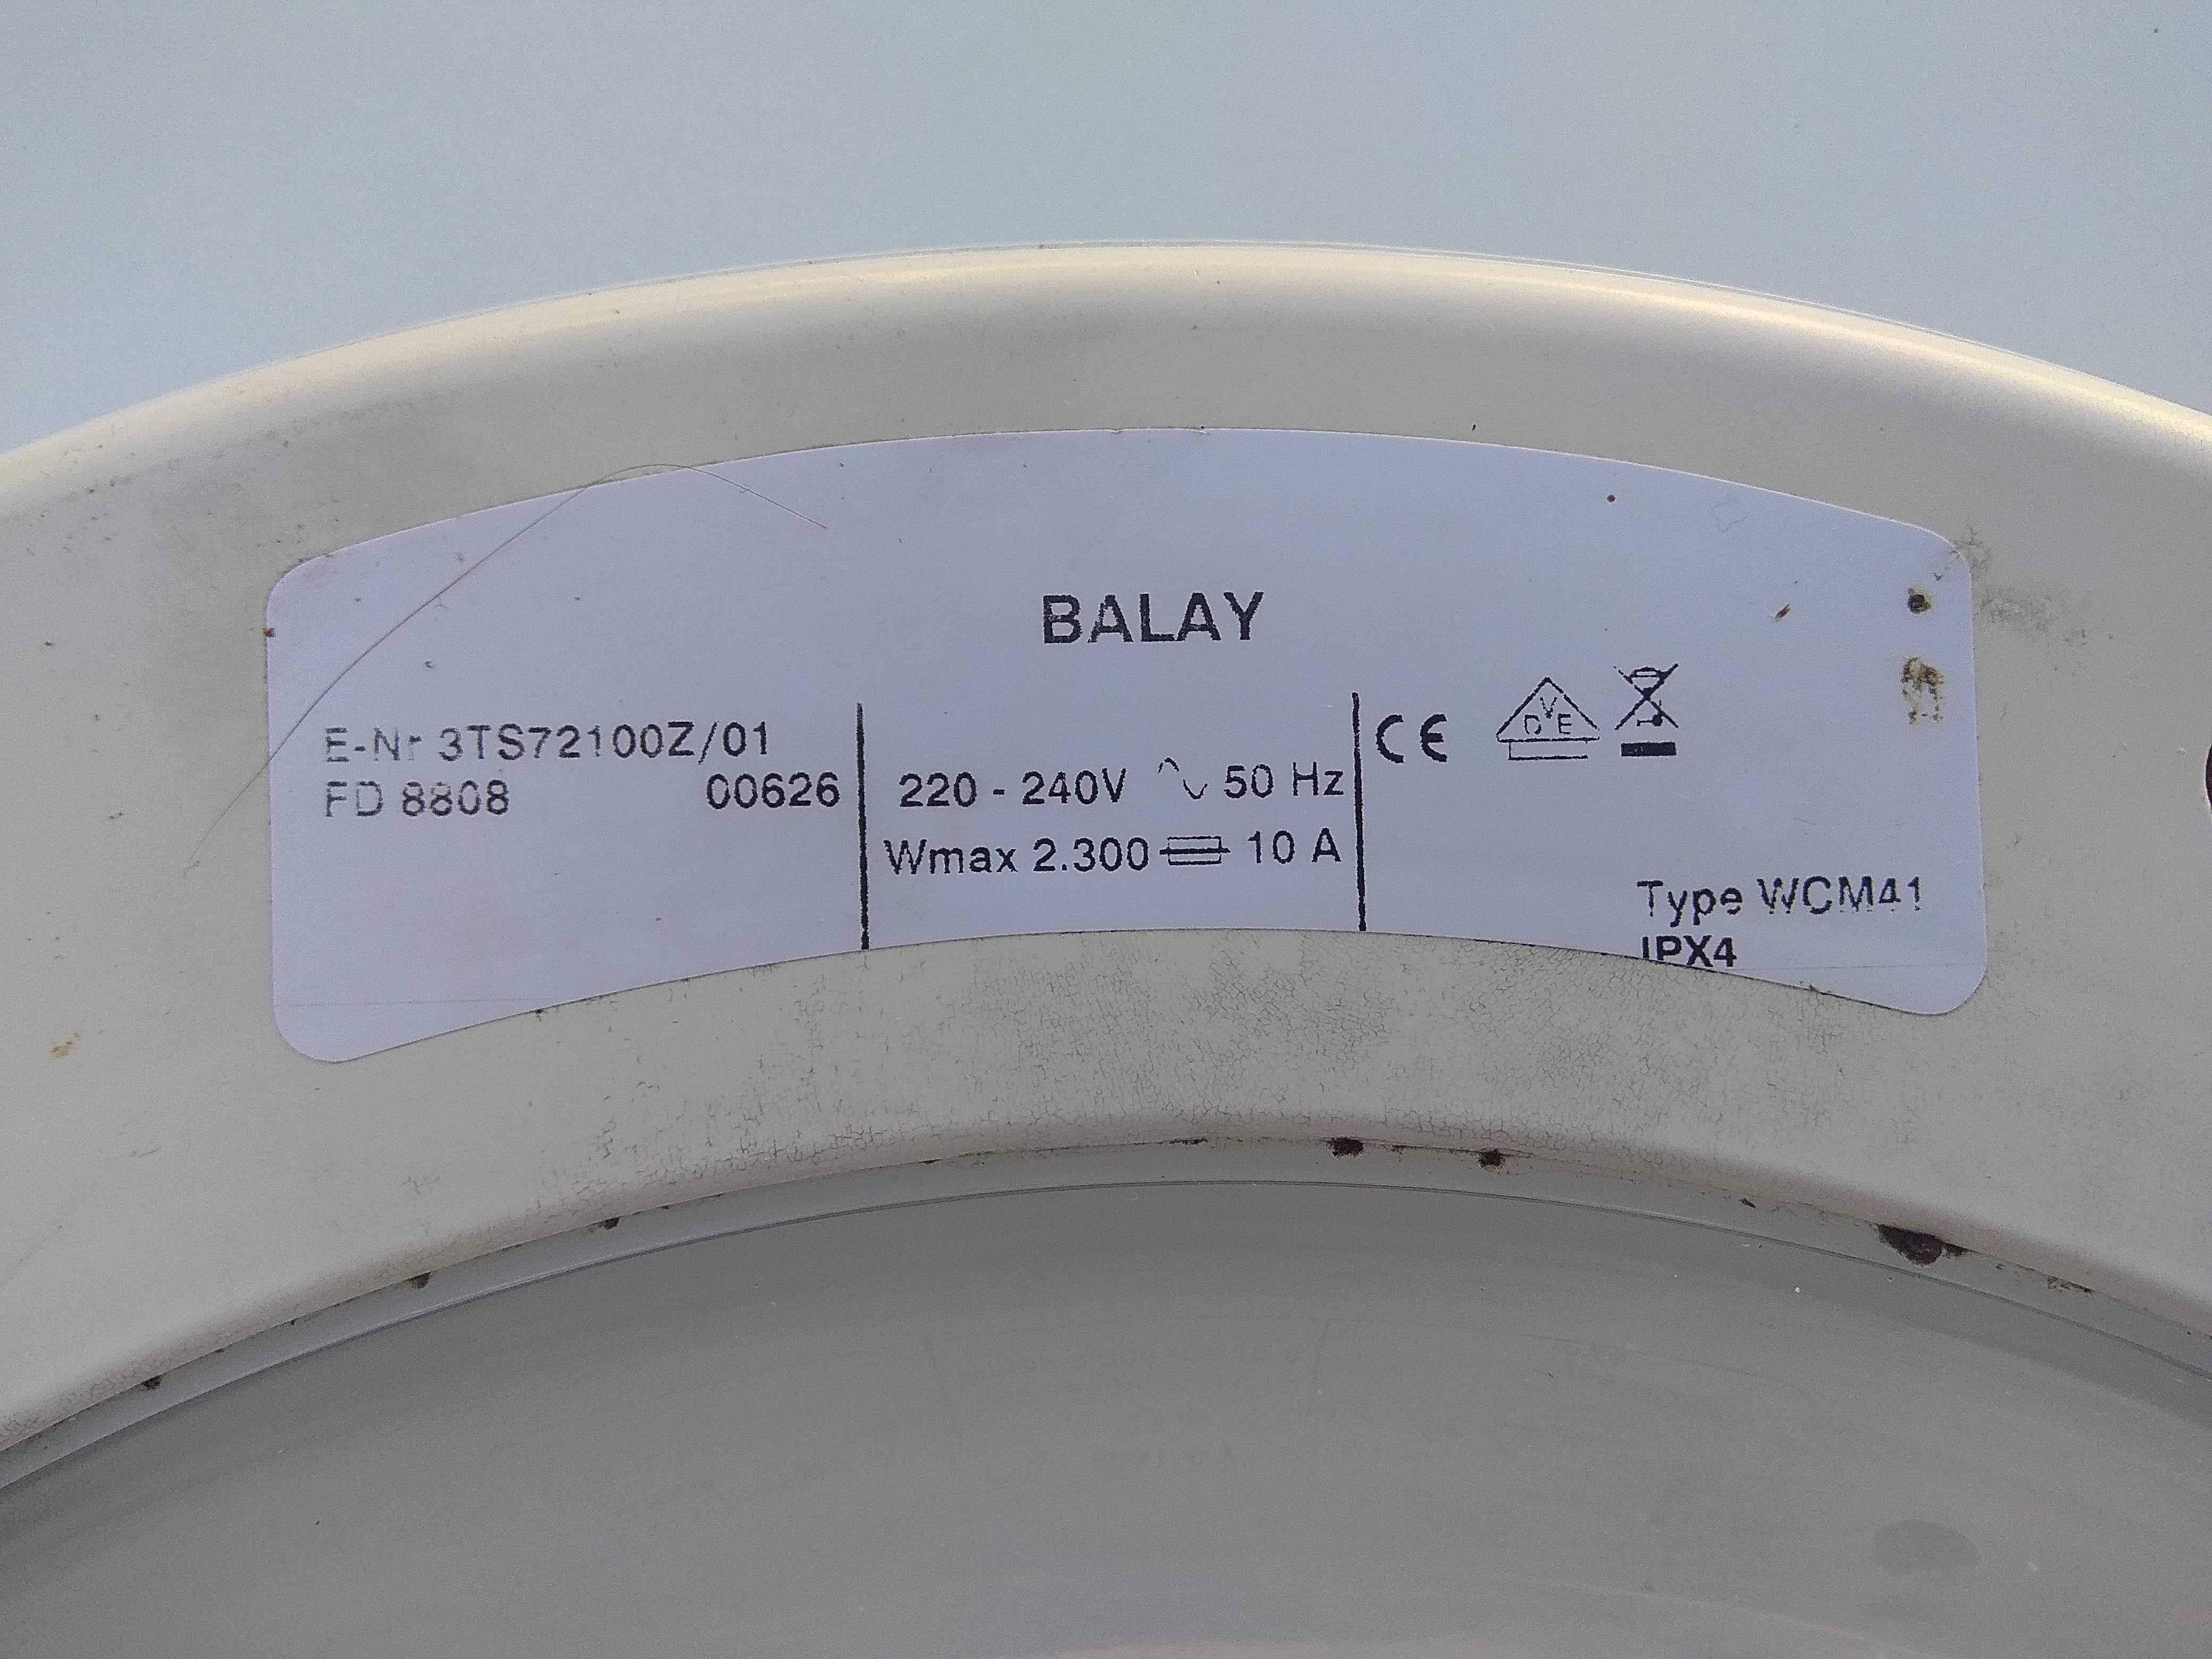 BALAY
E-Nr 3TS72100Z/01
FD 8808 00626
220 - 240V ∿ 50 Hz
Wmax 2.300 10 A
CE
DVE
Type WCM41
IPX4